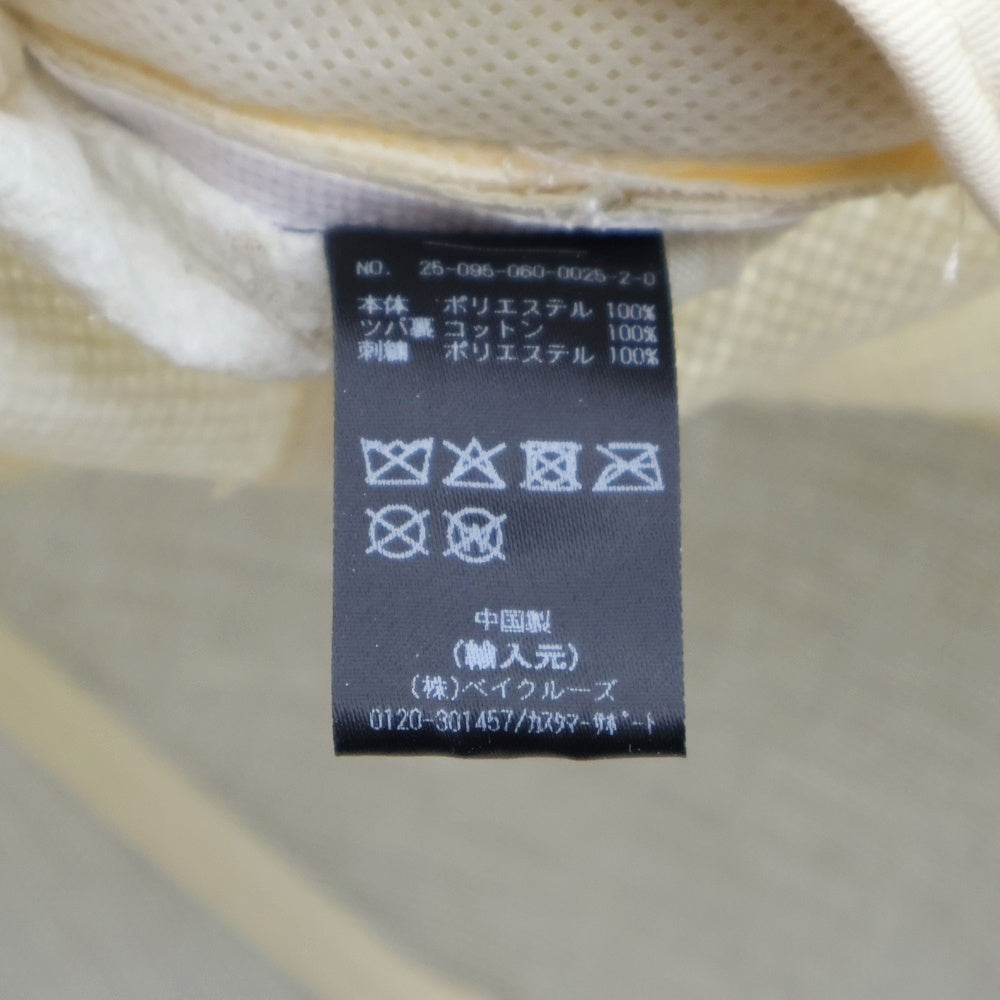 NO. 25-095-060-0025-2-0
本体 ポリエステル 100%
ツバ裏 コットン 100%
刺繍 ポリエステル 100%
中国製
(輸入元)
(株)ベイクルーズ
0120-301457/ｶｽﾀﾏｰｻﾎﾟｰﾄ